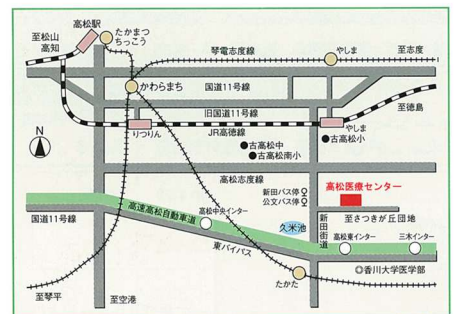 高松駅
至松山
高知
たかまつ
ちっこう
琴電志度線
やしま
至志度
かわらまち
国道11号線
旧国道11号線
至徳島
りつりん
JR高徳線
やしま
●古高松小
●古高松中
●古高松南小
N
高松志度線
新田バス停
公文バス停
高松医療センター
至さつきが丘団地
国道11号線
高速高松自動車道
高松中央インター
久米池
新田街道
東バイパス
高松東インター
三木インター
◎香川大学医学部
たかた
至琴平
至空港